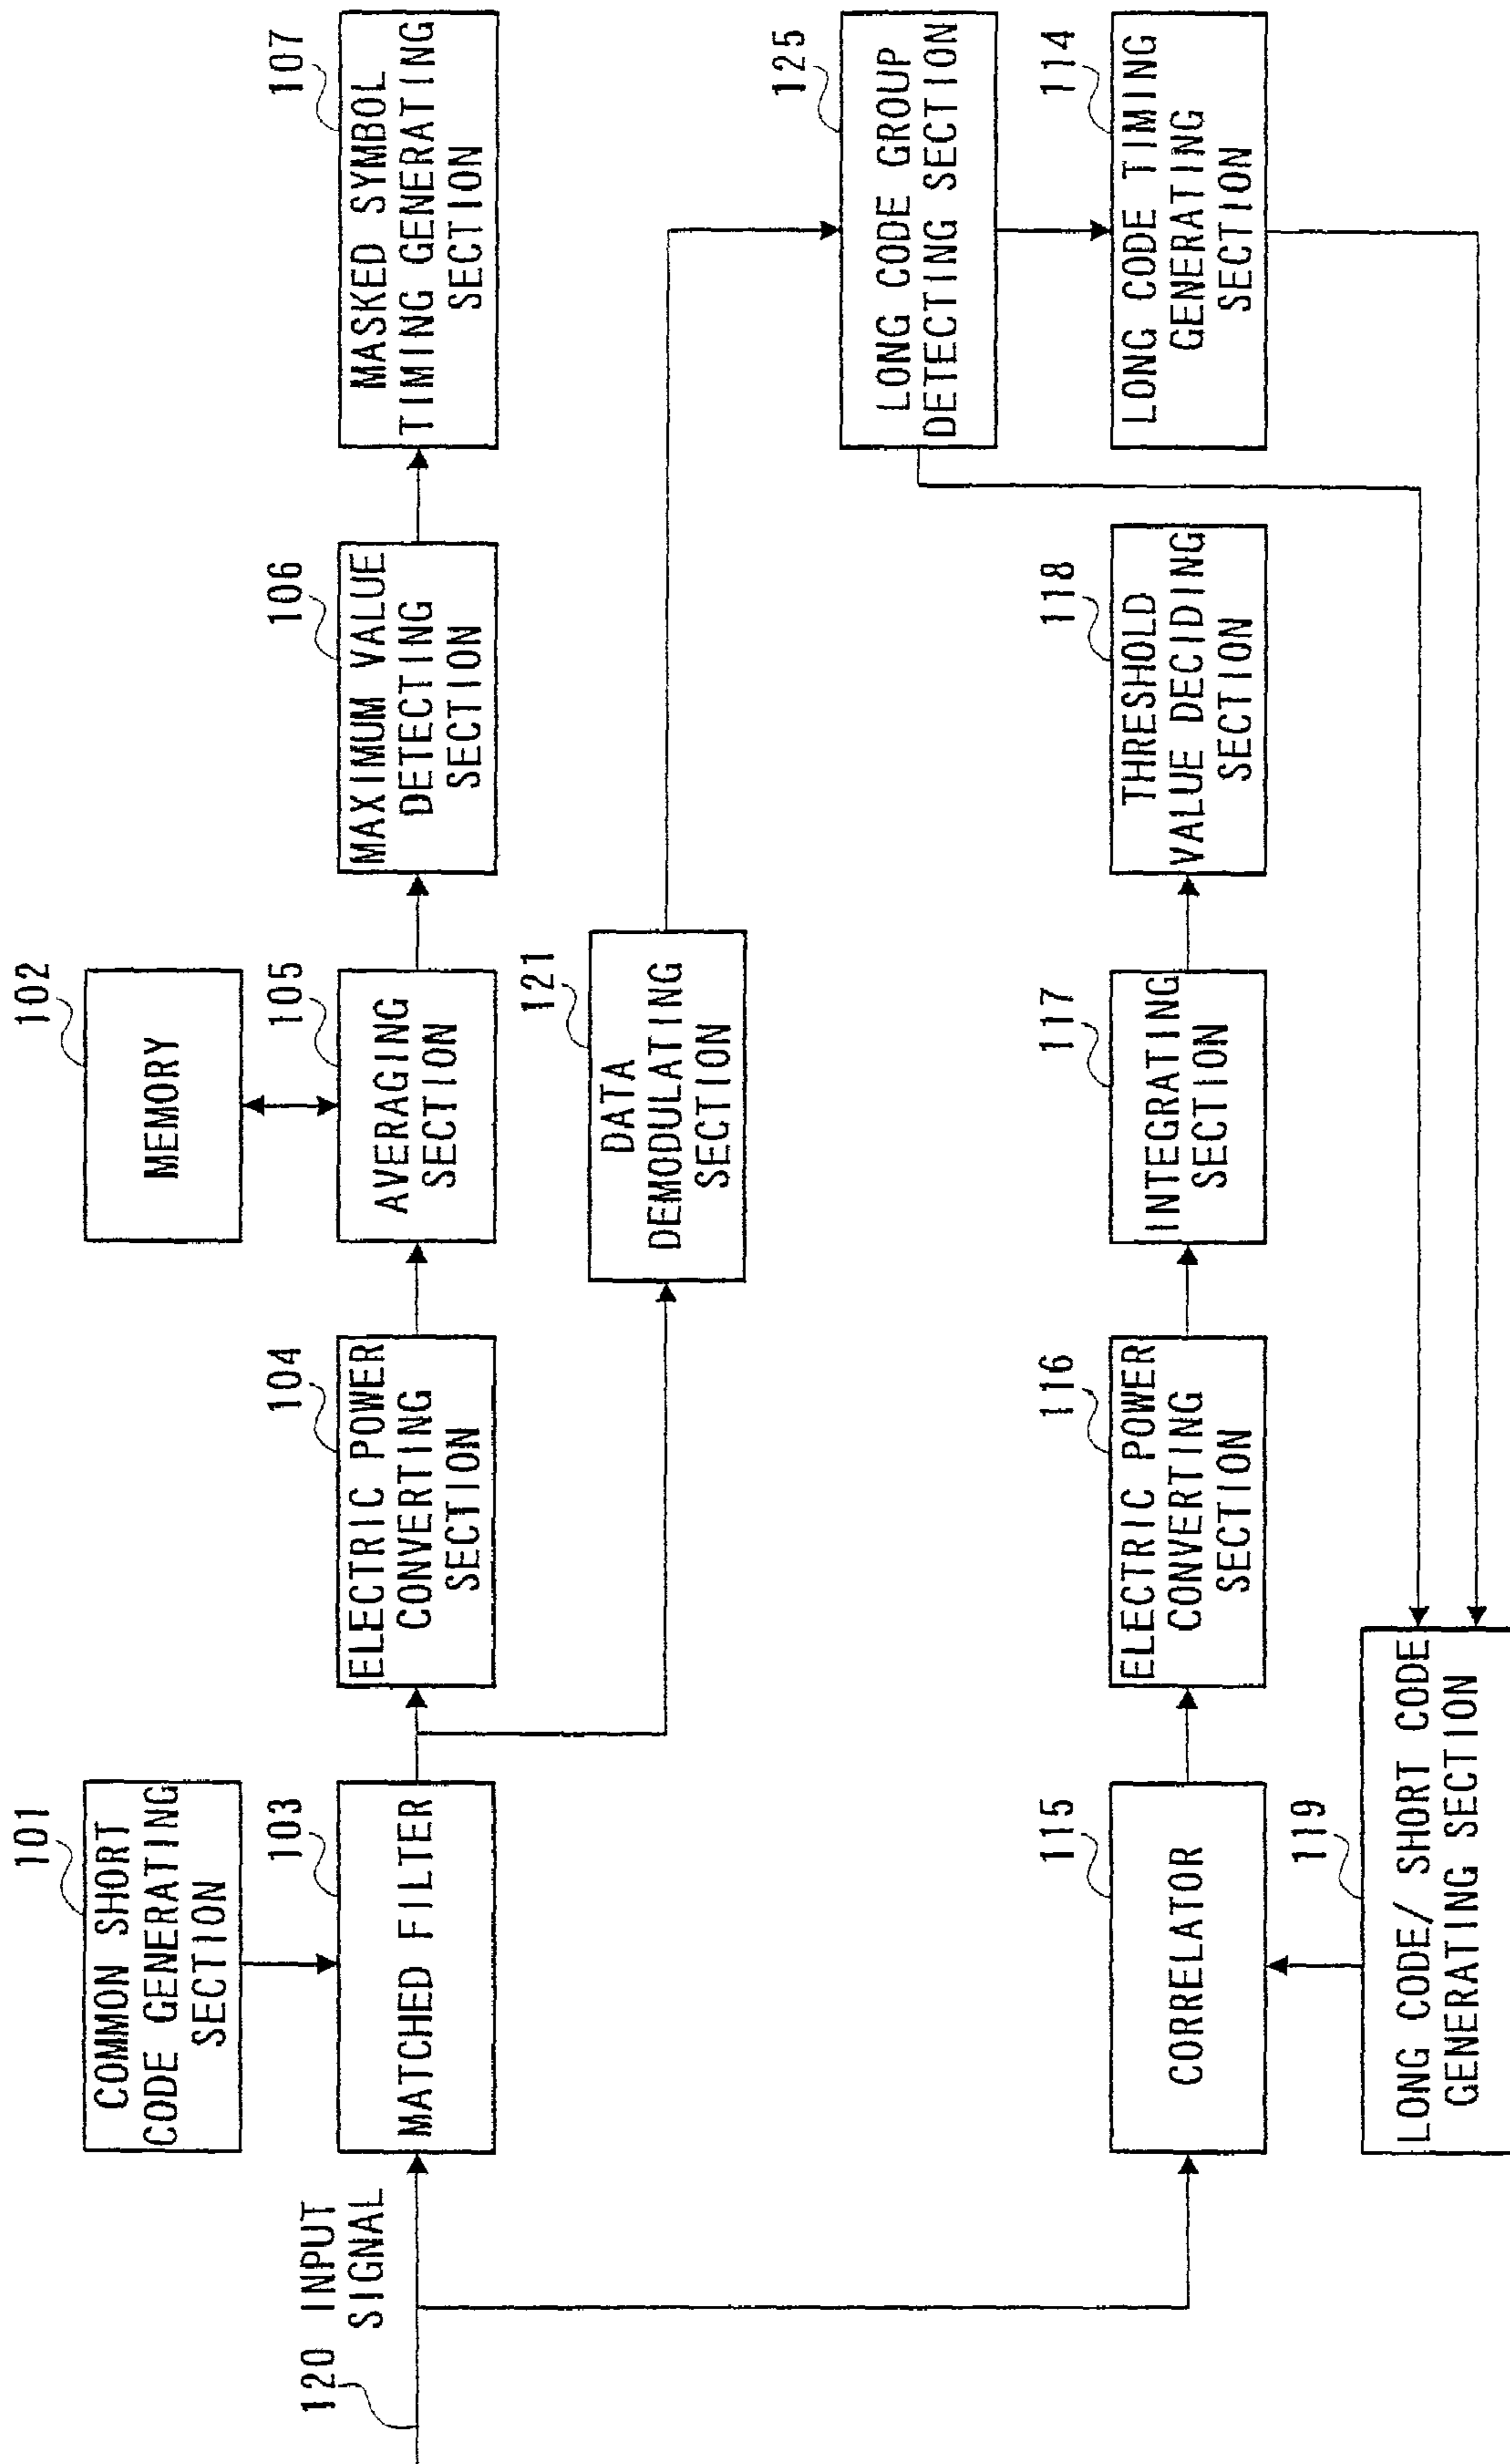 101
COMMON SHORT
CODE GENERATING
SECTION
102
MEMORY
120 INPUT
SIGNAL
103
MATCHED FILTER
104
ELECTRIC POWER
CONVERTING
SECTION
105
AVERAGING
SECTION
106
MAXIMUM VALUE
DETECTING
SECTION
107
MASKED SYMBOL
TIMING GENERATING
SECTION
121
DATA
DEMODULATING
SECTION
125
LONG CODE GROUP
DETECTING SECTION
115
CORRELATOR
116
ELECTRIC POWER
CONVERTING
SECTION
117
INTEGRATING
SECTION
118
THRESHOLD
VALUE DECIDING
SECTION
114
LONG CODE TIMING
GENERATING
SECTION
119
LONG CODE/ SHORT CODE
GENERATING SECTION